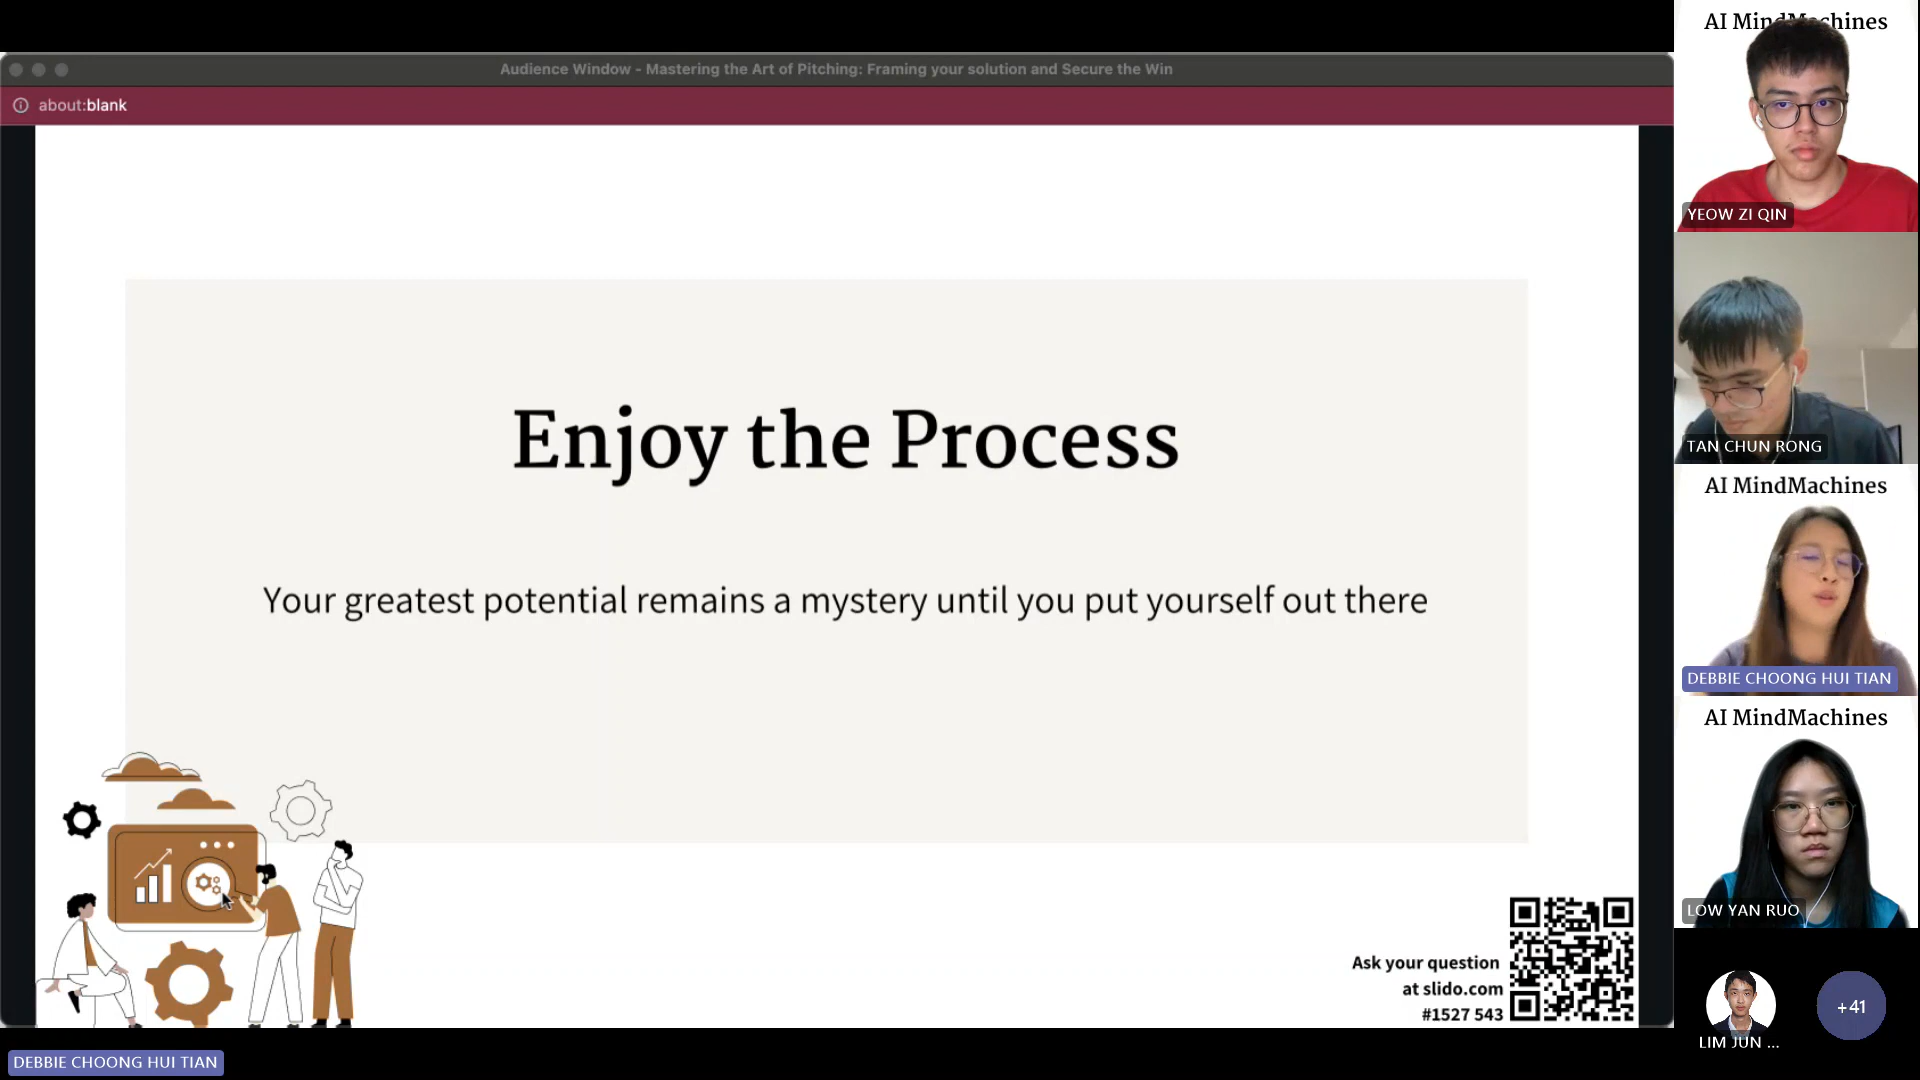 Audience Window - Mastering the Art of Pitching: Framing your solution and Secure the Win
about:blank
Enjoy the Process
Your greatest potential remains a mystery until you put yourself out there
Ask your question
at slido.com
#1527 543
DEBBIE CHOONG HUI TIAN
AI MindMachines
YEOW ZI QIN
TAN CHUN RONG
AI MindMachines
DEBBIE CHOONG HUI TIAN
AI MindMachines
LOW YAN RUO
LIM JUN ...
+41